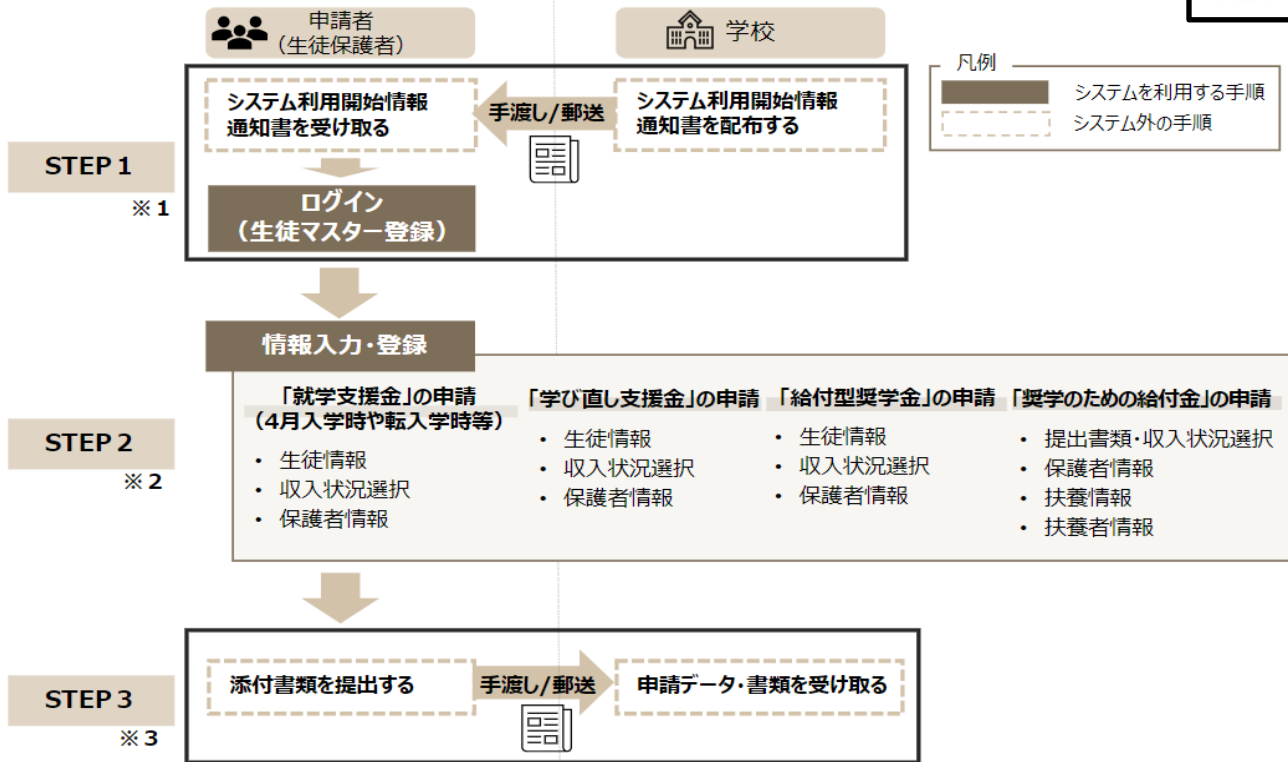 申請者
（生徒保護者）
学校
凡例
システムを利用する手順
システム外の手順
STEP 1
※1
システム利用開始情報
通知書を受け取る
手渡し/郵送
システム利用開始情報
通知書を配布する
ログイン
（生徒マスター登録）
情報入力・登録
STEP 2
※2
「就学支援金」の申請
（4月入学時や転入学時等）
・ 生徒情報
・ 収入状況選択
・ 保護者情報
「学び直し支援金」の申請
・ 生徒情報
・ 収入状況選択
・ 保護者情報
「給付型奨学金」の申請
・ 生徒情報
・ 収入状況選択
・ 保護者情報
「奨学のための給付金」の申請
・ 提出書類・収入状況選択
・ 保護者情報
・ 扶養情報
・ 扶養者情報
STEP 3
※3
添付書類を提出する
手渡し/郵送
申請データ・書類を受け取る